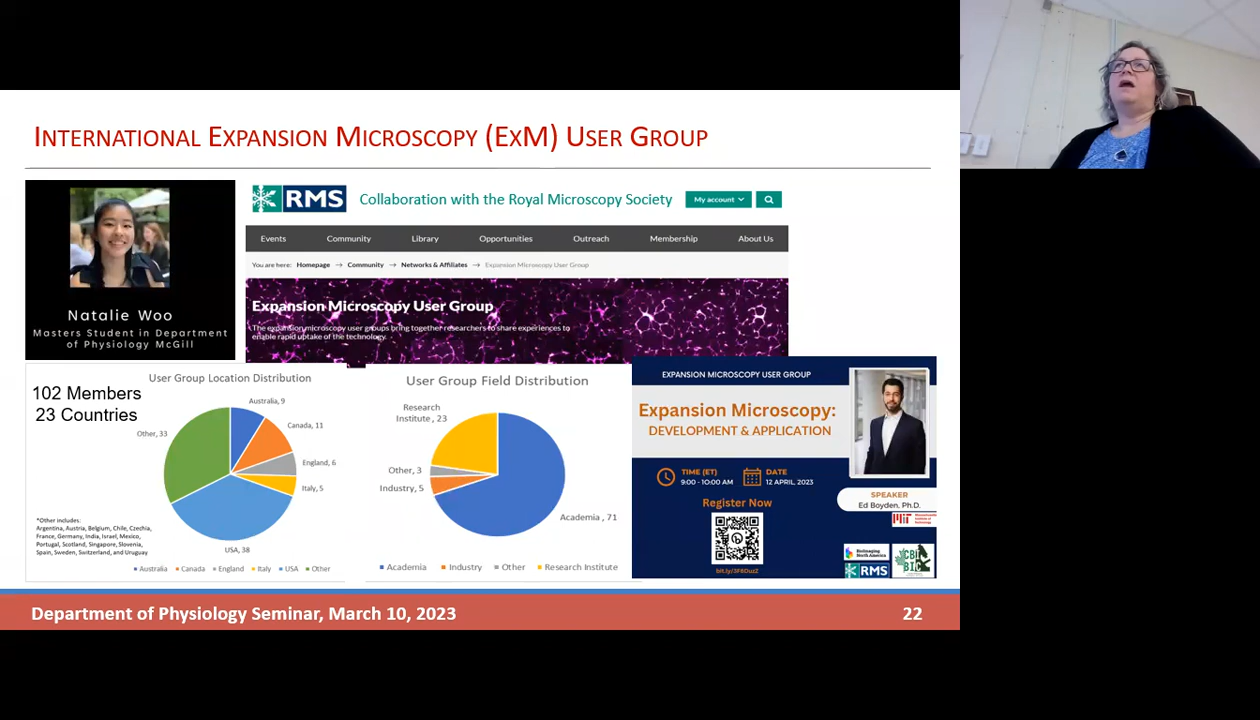 INTERNATIONAL EXPANSION MICROSCOPY (EXM) USER GROUP
Natalie Woo
Masters Student in Department
of Physiology McGill
RMS
Collaboration with the Royal Microscopy Society
My account
Events
Community
Library
Opportunities
Outreach
Membership
About Us
You are here: Homepage → Community → Networks & Affiliates → Expansion Microscopy User Group
Expansion Microscopy User Group
The expansion microscopy user groups bring together researchers to share experiences to
enable rapid uptake of the technology.
102 Members
23 Countries
User Group Location Distribution
Australia, 9
Canada, 11
England, 6
Italy, 5
USA, 38
Other, 33
*Other includes:
Argentina, Austria, Belgium, Chile, Czechia,
France, Germany, India, Israel, Mexico,
Portugal, Scotland, Singapore, Slovenia,
Spain, Sweden, Switzerland, and Uruguay
Australia Canada England Italy USA Other
User Group Field Distribution
Research
Institute , 23
Other, 3
Industry, 5
Academia , 71
Academia Industry Other Research Institute
EXPANSION MICROSCOPY USER GROUP
Expansion Microscopy:
DEVELOPMENT & APPLICATION
TIME (ET)
9:00 - 10:00 AM
DATE
12 APRIL, 2023
Register Now
SPEAKER
Ed Boyden, Ph.D.
RMS
Department of Physiology Seminar, March 10, 2023
22